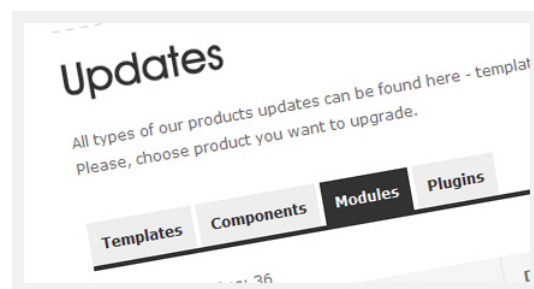 Updates
All types of our products updates can be found here - templat
Please, choose product you want to upgrade.
Templates Components Modules Plugins
: 36